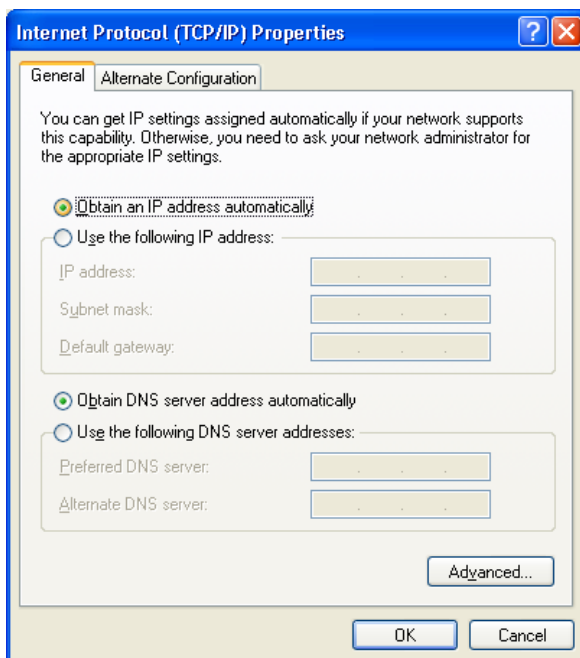 Internet Protocol (TCP/IP) Properties
General
Alternate Configuration
You can get IP settings assigned automatically if your network supports
this capability. Otherwise, you need to ask your network administrator for
the appropriate IP settings.
Obtain an IP address automatically
Use the following IP address:
IP address:
Subnet mask:
Default gateway:
Obtain DNS server address automatically
Use the following DNS server addresses:
Preferred DNS server:
Alternate DNS server:
Advanced...
OK
Cancel